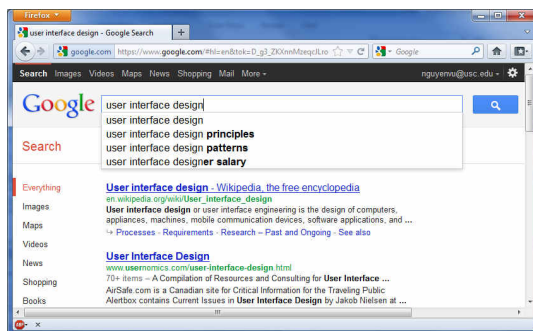 Firefox
user interface design - Google Search
+
google.com https://www.google.com/#hl=en&tok=D_g3_ZKXnnMzeqcJLro
Google
Search Images Videos Maps News Shopping Mail More
nguyenvu@usc.edu
Google
user interface design
user interface design
user interface design principles
user interface design patterns
user interface designer salary
Search
Everything
Images
Maps
Videos
News
Shopping
Books
User interface design - Wikipedia, the free encyclopedia
en.wikipedia.org/wiki/User_interface_design
User interface design or user interface engineering is the design of computers,
appliances, machines, mobile communication devices, software applications, and ...
Processes - Requirements - Research – Past and Ongoing - See also
User Interface Design
www.usernomics.com/user-interface-design.html
70+ items – A Compilation of Resources and Consulting for User Interface ...
AirSafe.com is a Canadian site for Critical Information for the Traveling Public
Alertbox contains Current Issues in User Interface Design by Jakob Nielsen at ...
ABP
x